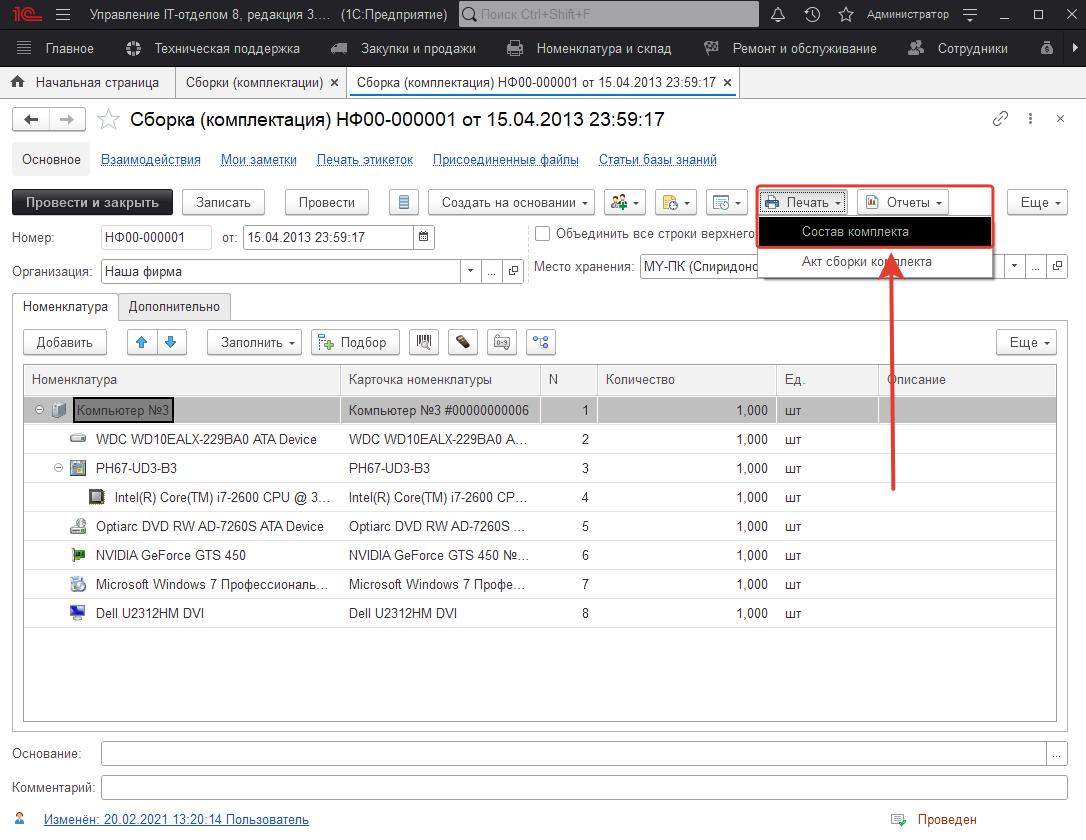 1С Управление IT-отделом 8, редакция 3.... (1С:Предприятие) Поиск Ctrl+Shift+F Администратор
Главное Техническая поддержка Закупки и продажи Номенклатура и склад Ремонт и обслуживание Сотрудники
Начальная страница Сборки (комплектации) × Сборка (комплектация) НФ00-000001 от 15.04.2013 23:59:17 ×
Сборка (комплектация) НФ00-000001 от 15.04.2013 23:59:17
Основное Взаимодействия Мои заметки Печать этикеток Присоединенные файлы Статьи базы знаний
Провести и закрыть Записать Провести Создать на основании Печать Отчеты Еще
Номер: НФ00-000001 от: 15.04.2013 23:59:17 Объединить все строки верхнего Состав комплекта
Организация: Наша фирма ... Место хранения: MY-ПК (Спиридоно Акт сборки комплекта ...
Номенклатура Дополнительно
Добавить Заполнить Подбор Еще
Номенклатура Карточка номенклатуры N Количество Ед. Описание
Компьютер №3 Компьютер №3 #00000000006 1 1,000 шт
WDC WD10EALX-229BA0 ATA Device WDC WD10EALX-229BA0 A... 2 1,000 шт
PH67-UD3-B3 PH67-UD3-B3 3 1,000 шт
Intel(R) Core(TM) i7-2600 CPU @ 3... Intel(R) Core(TM) i7-2600 CP... 4 1,000 шт
Optiarc DVD RW AD-7260S ATA Device Optiarc DVD RW AD-7260S ... 5 1,000 шт
NVIDIA GeForce GTS 450 NVIDIA GeForce GTS 450 №... 6 1,000 шт
Microsoft Windows 7 Профессиональ... Microsoft Windows 7 Профе... 7 1,000 шт
Dell U2312HM DVI Dell U2312HM DVI 8 1,000 шт
Основание: ...
Комментарий:
Изменён: 20.02.2021 13:20:14 Пользователь Проведен